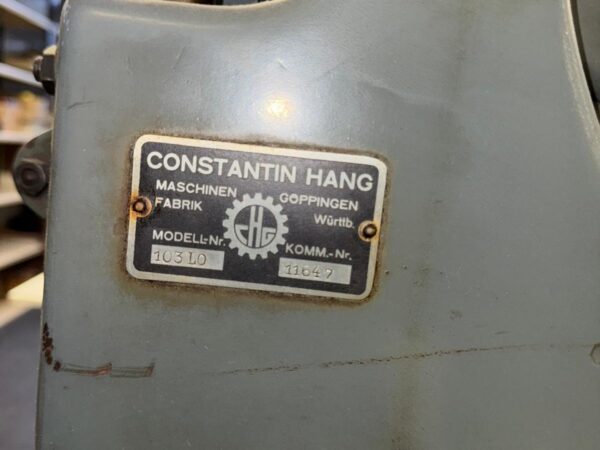 CONSTANTIN HANG
MASCHINEN GÖPPINGEN
FABRIK Württb.
CHG
MODELL-Nr. KOMM.-Nr.
103 LO 11647